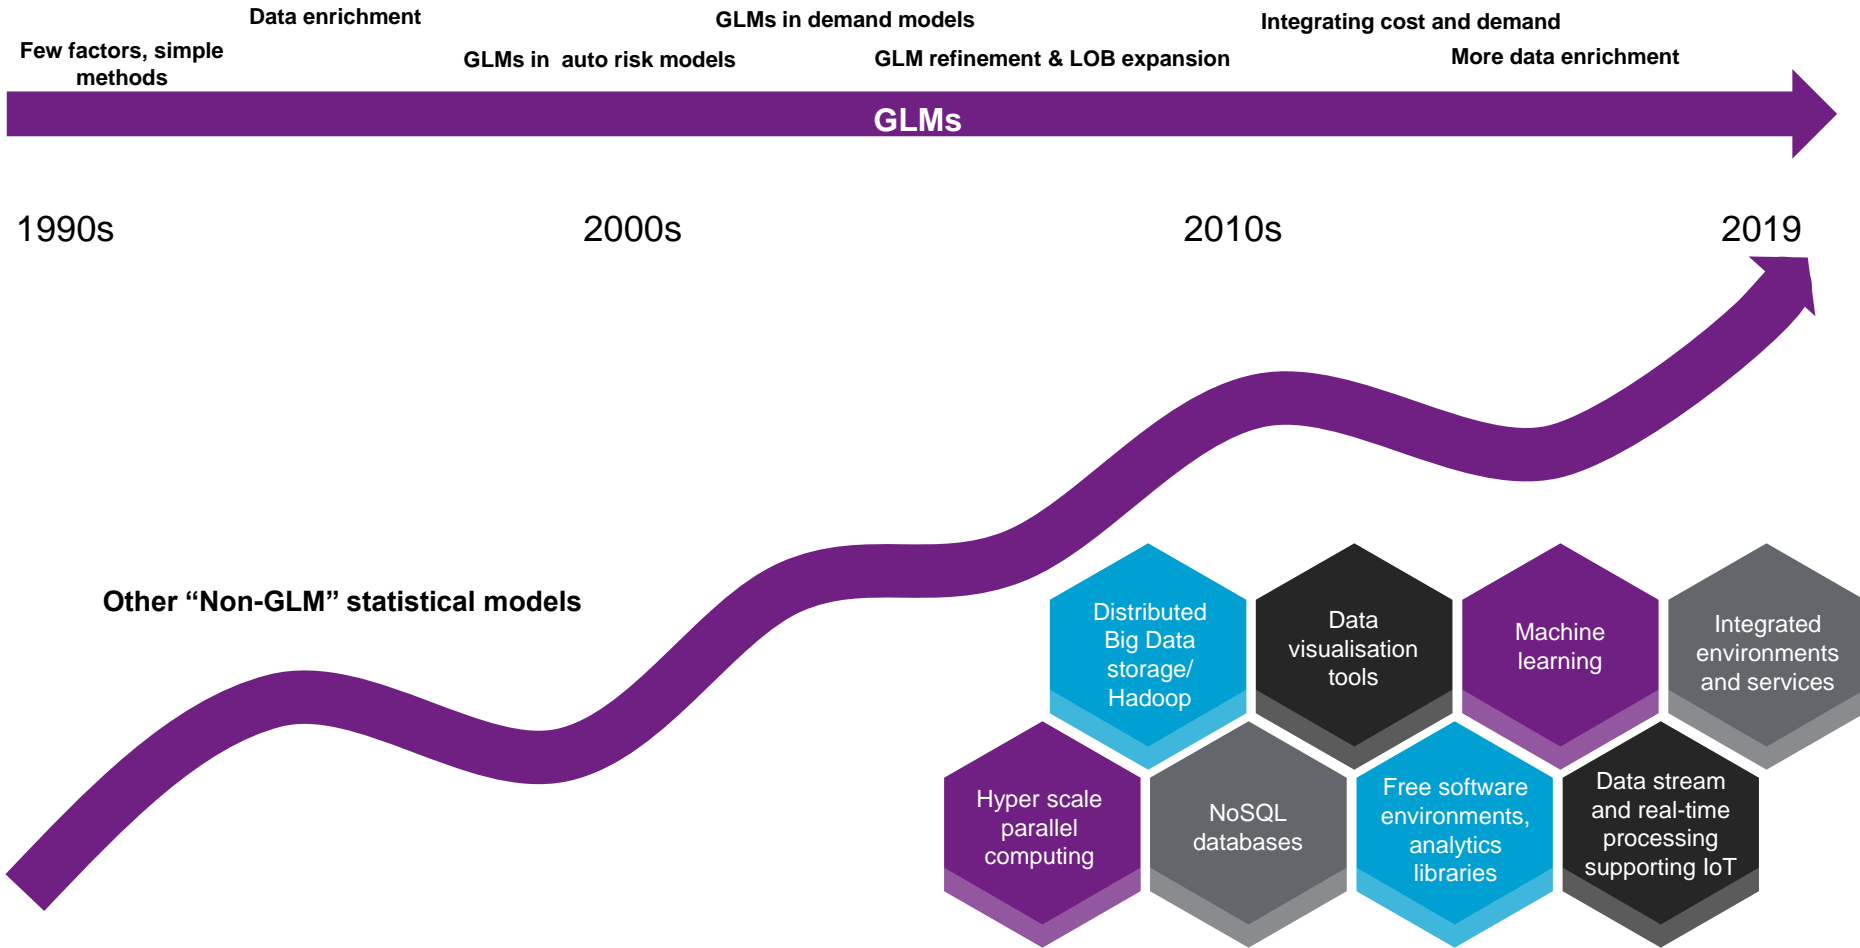 Data enrichment
GLMs in demand models
Integrating cost and demand
Few factors, simple
methods
GLMs in  auto risk models
GLM refinement & LOB expansion
More data enrichment
GLMs
1990s
2000s
2010s
2019
Other “Non-GLM” statistical models
Distributed
Big Data
storage/
Hadoop
Data
visualisation
tools
Machine
learning
Integrated
environments
and services
Hyper scale
parallel
computing
NoSQL
databases
Free software
environments,
analytics
libraries
Data stream
and real-time
processing
supporting IoT